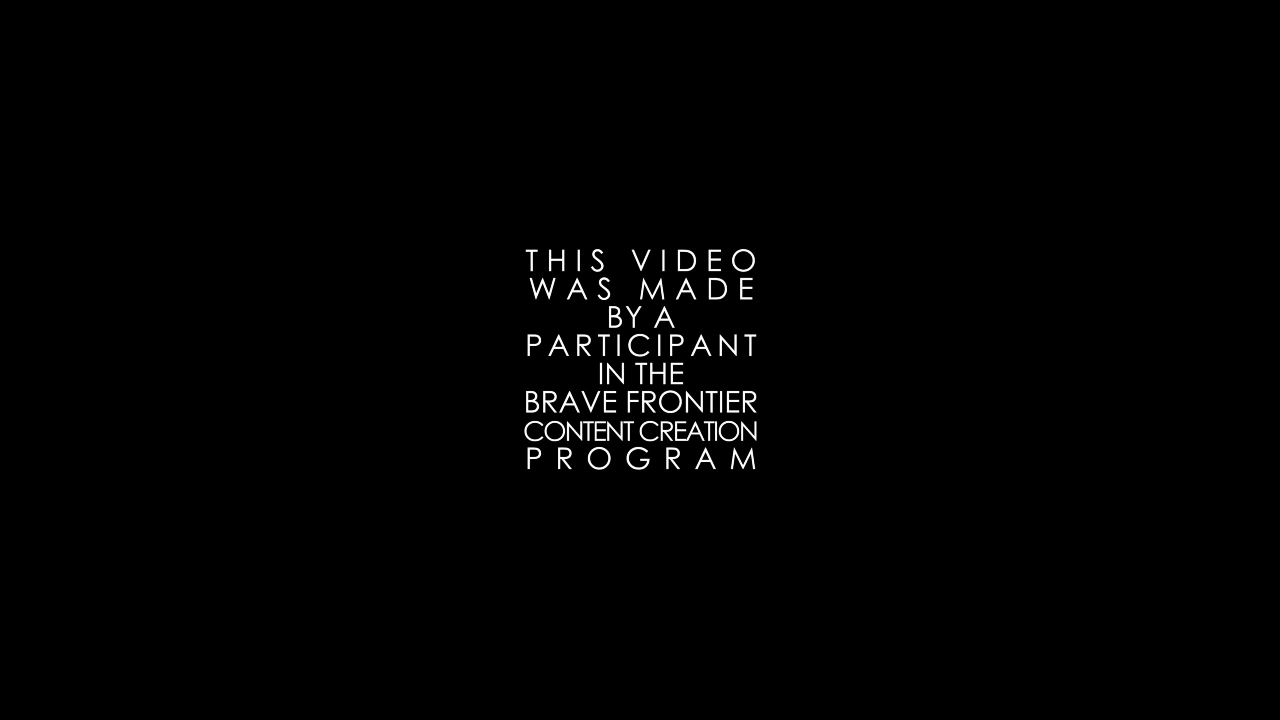 THIS VIDEO
WAS MADE
BY A
PARTICIPANT
IN THE
BRAVE FRONTIER
CONTENT CREATION
PROGRAM